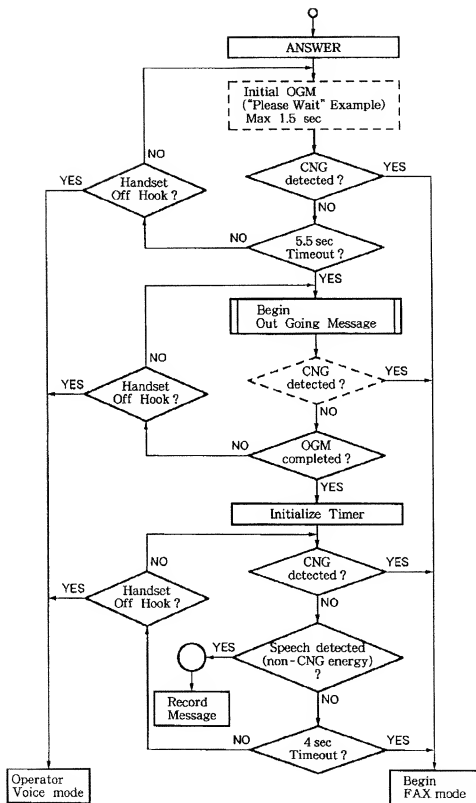 ANSWER
Initial OGM
("Please Wait" Example)
Max 1.5 sec
NO
YES
Handset
Off Hook ?
CNG
detected ?
YES
NO
NO
5.5 sec
Timeout ?
YES
Begin
Out Going Message
NO
YES
Handset
Off Hook ?
CNG
detected ?
YES
NO
NO
OGM
completed ?
YES
Initialize Timer
NO
YES
Handset
Off Hook ?
CNG
detected ?
YES
NO
YES
Speech detected
(non-CNG energy)
?
Record
Message
NO
NO
4 sec
Timeout ?
YES
Operator
Voice mode
Begin
FAX mode